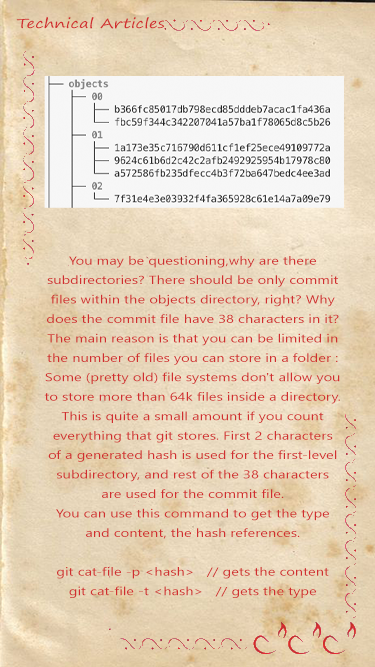 Technical Articles
objects
00
b366fc85017db798ecd85dddeb7acac1fa436a
fbc59f344c342207041a57ba1f78065d8c5b26
01
1a173e35c716790d611cf1ef25ece49109772a
9624c61b6d2c42c2afb2492925954b17978c80
a572586fb235dfecc4b3f72ba647bedc4ee3ad
02
7f31e4e3e03932f4fa365928c61e14a7a09e79
You may be questioning,why are there
subdirectories? There should be only commit
files within the objects directory, right? Why
does the commit file have 38 characters in it?
The main reason is that you can be limited in
the number of files you can store in a folder :
Some (pretty old) file systems don't allow you
to store more than 64k files inside a directory.
This is quite a small amount if you count
everything that git stores. First 2 characters
of a generated hash is used for the first-level
subdirectory, and rest of the 38 characters
are used for the commit file.
You can use this command to get the type
and content, the hash references.
git cat-file -p <hash> // gets the content
git cat-file -t <hash> // gets the type